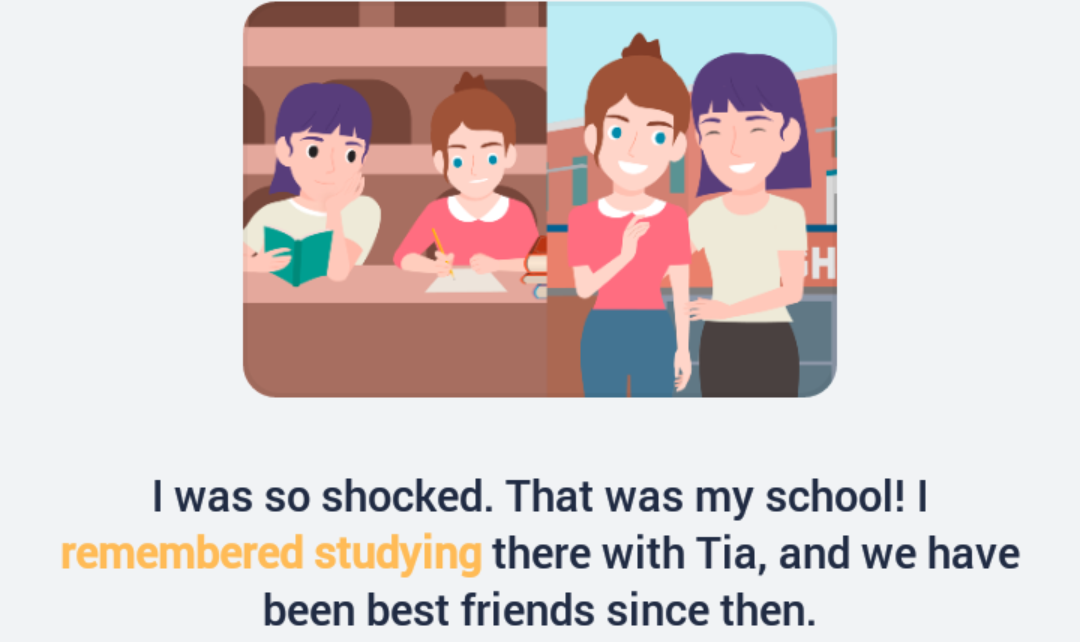 GH
I was so shocked. That was my school! I
remembered studying there with Tia, and we have
been best friends since then.